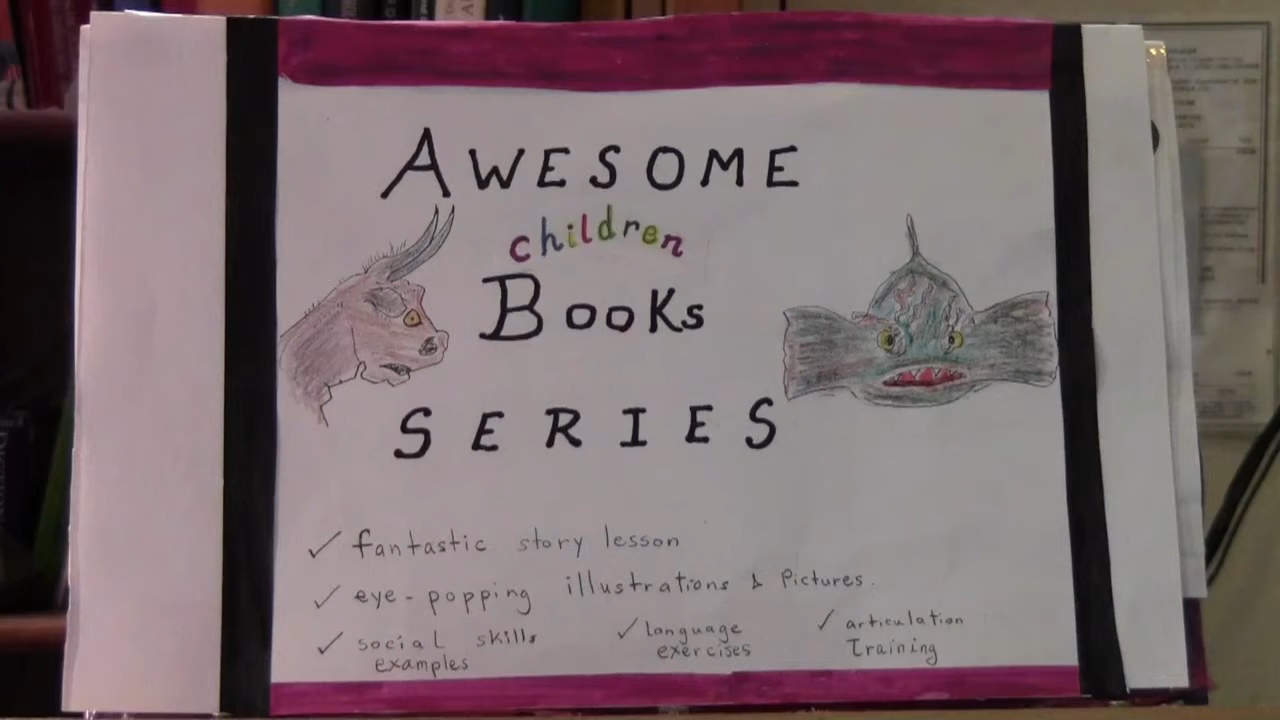 AWESOME
children
BOOKS
SERIES
✓ fantastic story lesson
✓ eye-popping illustrations & Pictures.
✓ social skills examples
✓ language exercises
✓ articulation Training